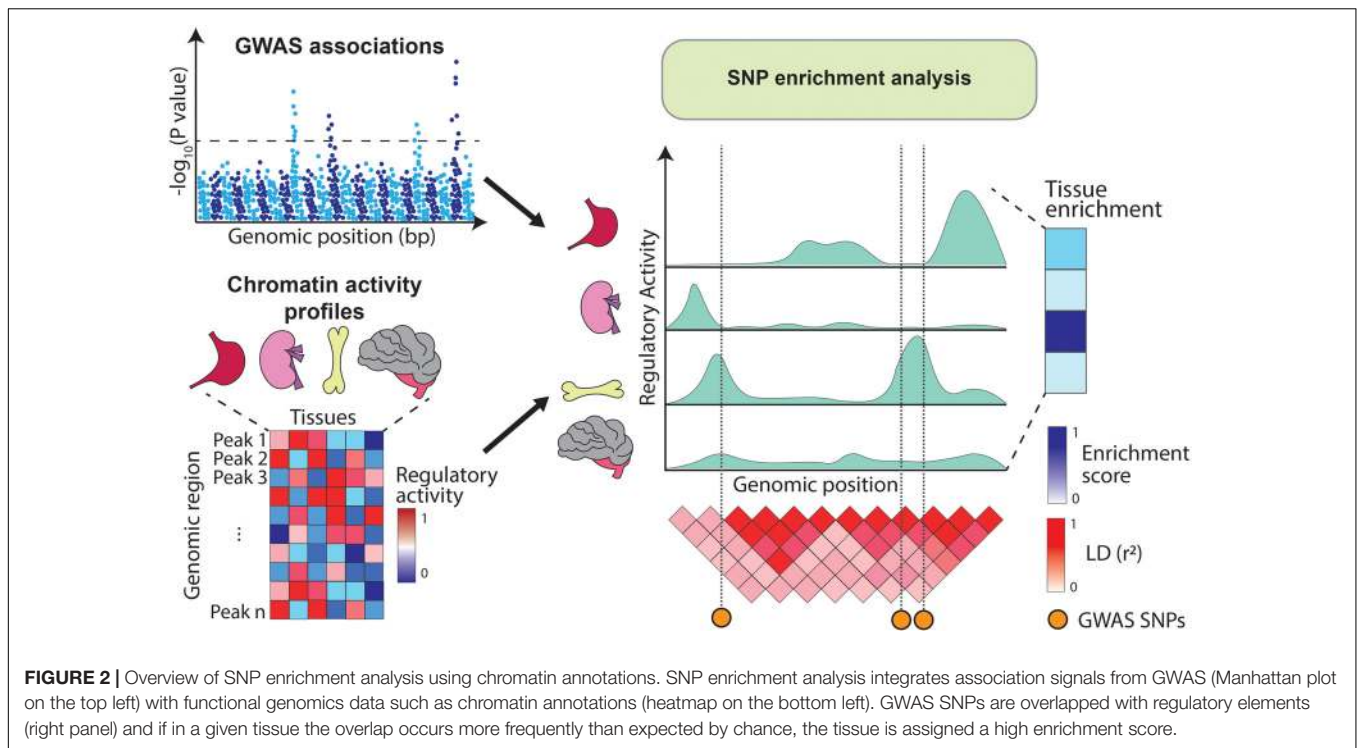 GWAS associations
-log10(P value)
Genomic position (bp)
Chromatin activity
profiles
Tissues
Genomic region
Peak 1
Peak 2
Peak 3
⋮
Peak n
Regulatory
activity
1
0
SNP enrichment analysis
Regulatory Activity
Genomic position
Tissue
enrichment
1
Enrichment
score
0
1
LD (r²)
0
GWAS SNPs
FIGURE 2 | Overview of SNP enrichment analysis using chromatin annotations. SNP enrichment analysis integrates association signals from GWAS (Manhattan plot
on the top left) with functional genomics data such as chromatin annotations (heatmap on the bottom left). GWAS SNPs are overlapped with regulatory elements
(right panel) and if in a given tissue the overlap occurs more frequently than expected by chance, the tissue is assigned a high enrichment score.